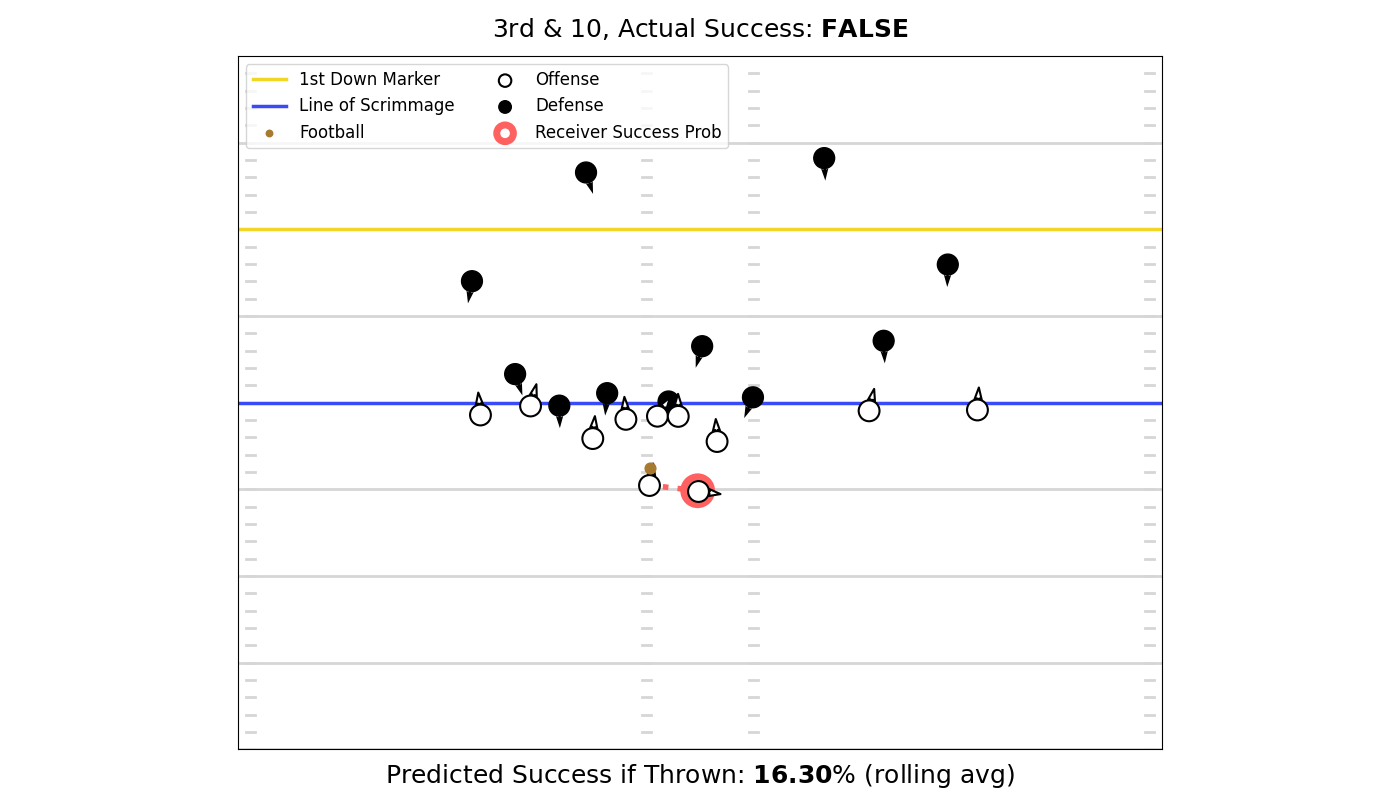 3rd & 10, Actual Success: FALSE
1st Down Marker
Line of Scrimmage
Football
Offense
Defense
Receiver Success Prob
Predicted Success if Thrown: 16.30% (rolling avg)